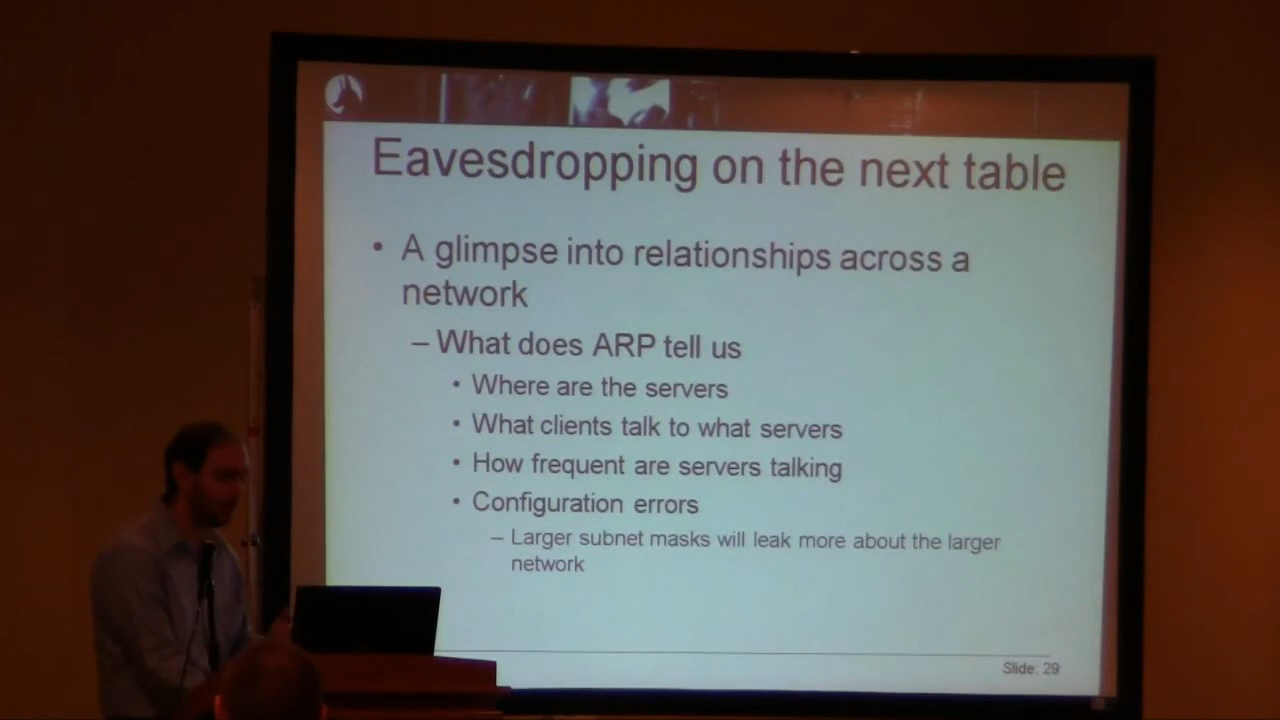 Eavesdropping on the next table
• A glimpse into relationships across a
network
– What does ARP tell us
• Where are the servers
• What clients talk to what servers
• How frequent are servers talking
• Configuration errors
– Larger subnet masks will leak more about the larger
network
Slide: 29